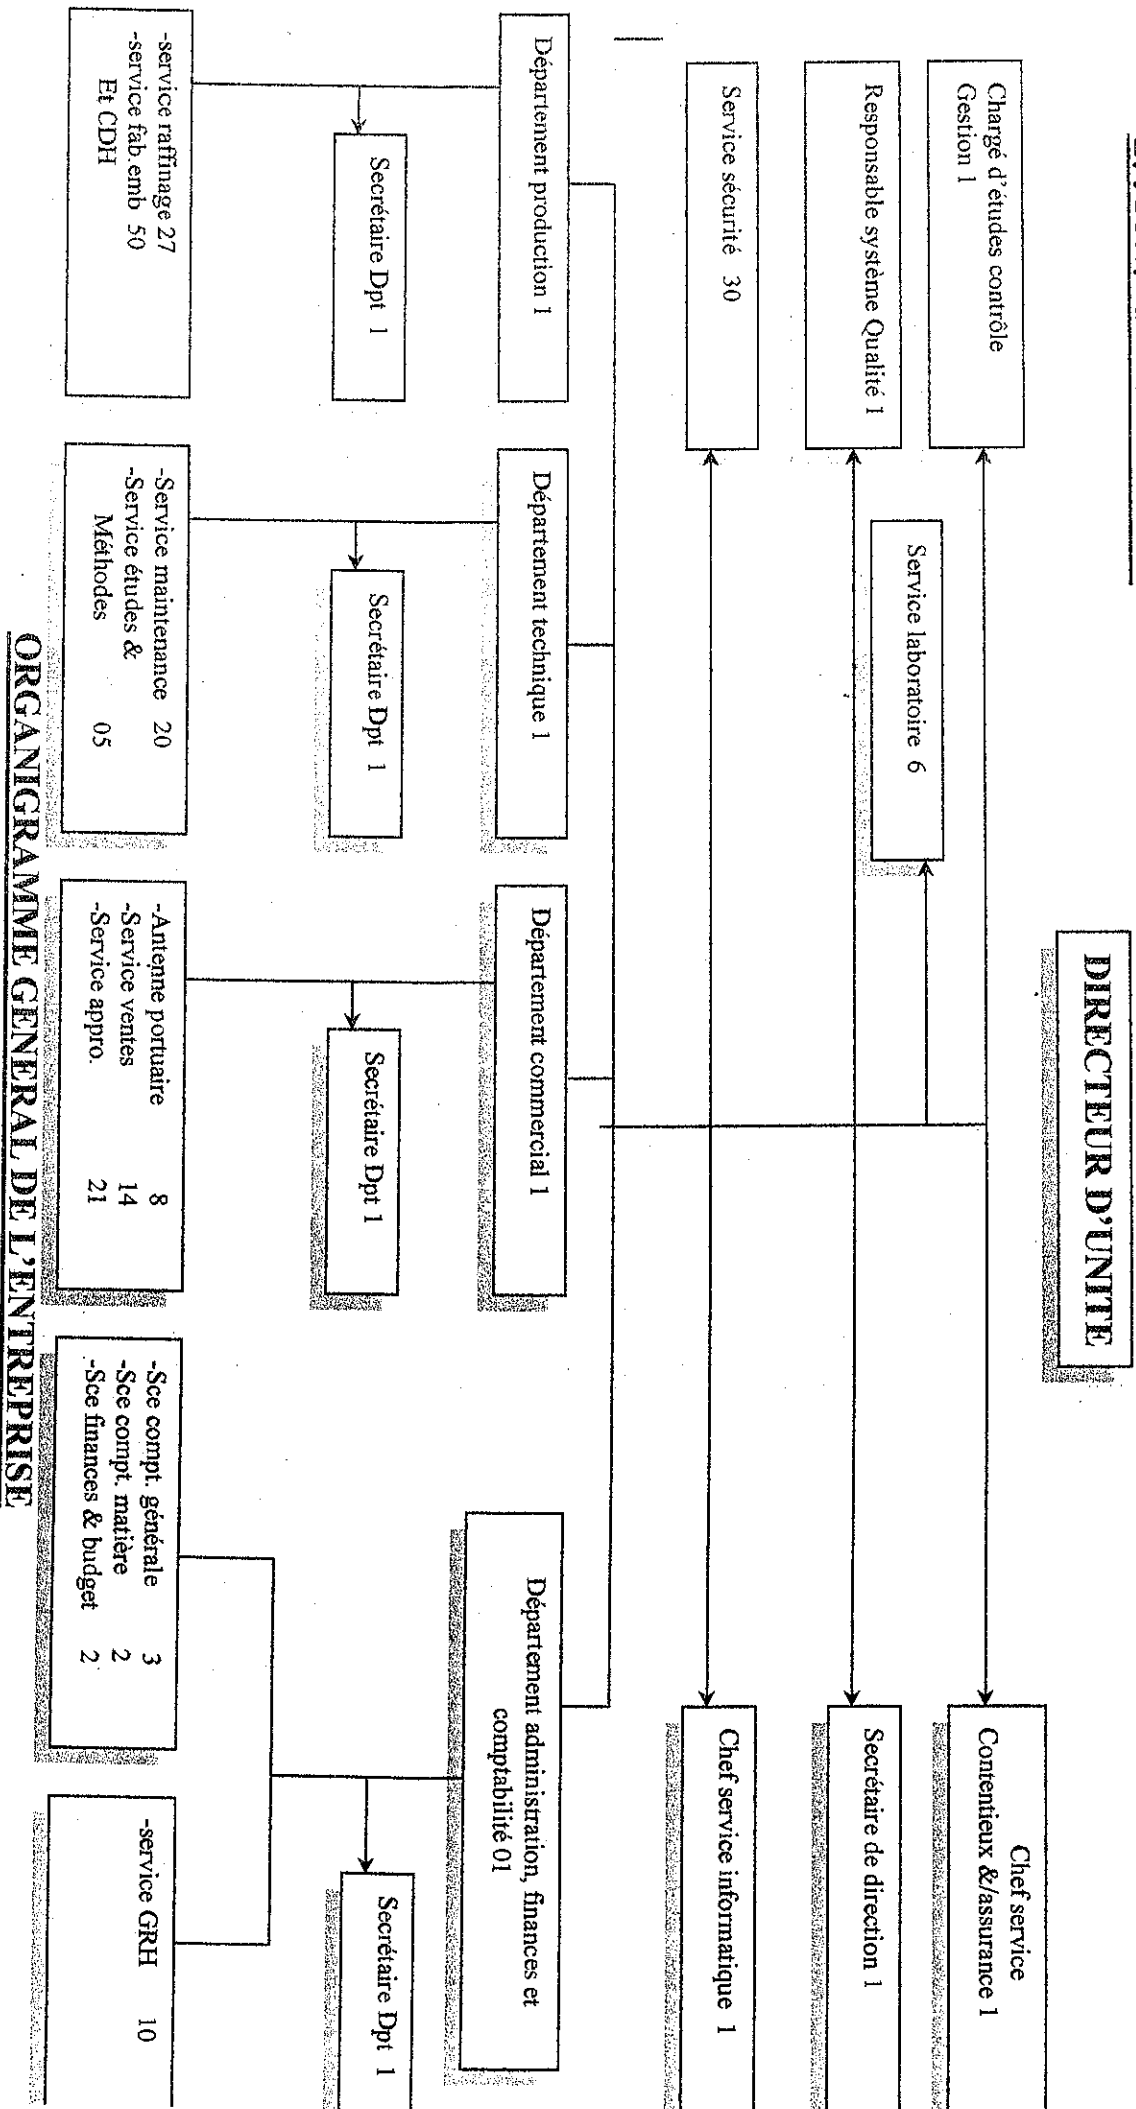 DIRECTEUR D'UNITE
Chargé d'études contrôle
Gestion 1
Chef service
Contentieux &/assurance 1
Service laboratoire 6
Responsable système Qualité 1
Secrétaire de direction 1
Service sécurité 30
Chef service informatique 1
Département production 1
Département technique 1
Département commercial 1
Département administration, finances et
comptabilité 01
Secrétaire Dpt 1
Secrétaire Dpt 1
Secrétaire Dpt 1
Secrétaire Dpt 1
-service raffinage 27
-service fab.emb 50
Et CDH
-Service maintenance 20
-Service études &
Méthodes 05
-Antenne portuaire 8
-Service ventes 14
-Service appro. 21
-Sce compt. générale 3
-Sce compt. matière 2
-Sce finances & budget 2
-service GRH 10
ORGANIGRAMME GENERAL DE L'ENTREPRISE